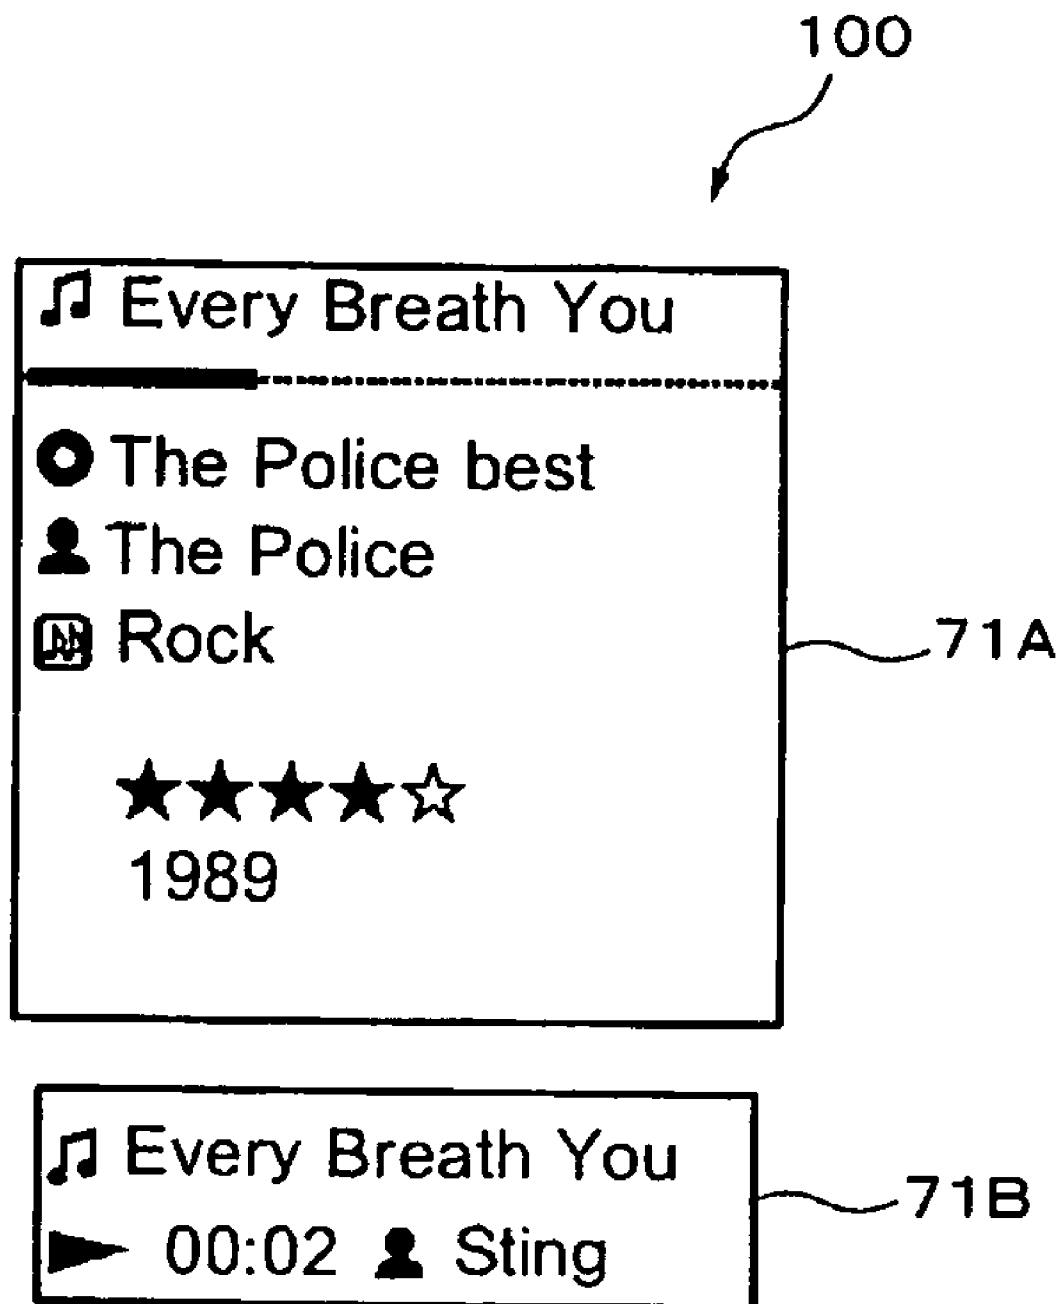 100
Every Breath You
The Police best
The Police
Rock
71A
1989
Every Breath You
71B
00:02 Sting